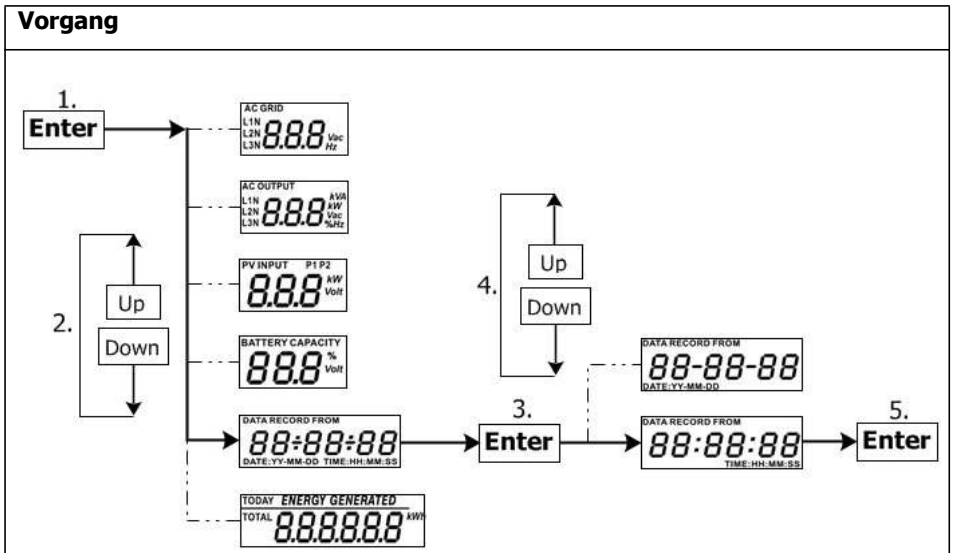 Vorgang
1.
Enter
AC GRID
L1N
L2N
L3N
8.8.8
Vac
Hz
AC OUTPUT
L1N
L2N
L3N
8.8.8
kVA
kW
Vac
%Hz
PV INPUT P1 P2
8.8.8
kW
Volt
BATTERY CAPACITY
88.8
%
Volt
2.
Up
Down
DATA RECORD FROM
88÷88÷88
DATE:YY-MM-DD TIME:HH:MM:SS
TODAY ENERGY GENERATED
TOTAL 8.8.8.8.8.8 kWh
3.
Enter
4.
Up
Down
DATA RECORD FROM
88-88-88
DATE:YY-MM-DD
DATA RECORD FROM
88:88:88
TIME:HH:MM:SS
5.
Enter